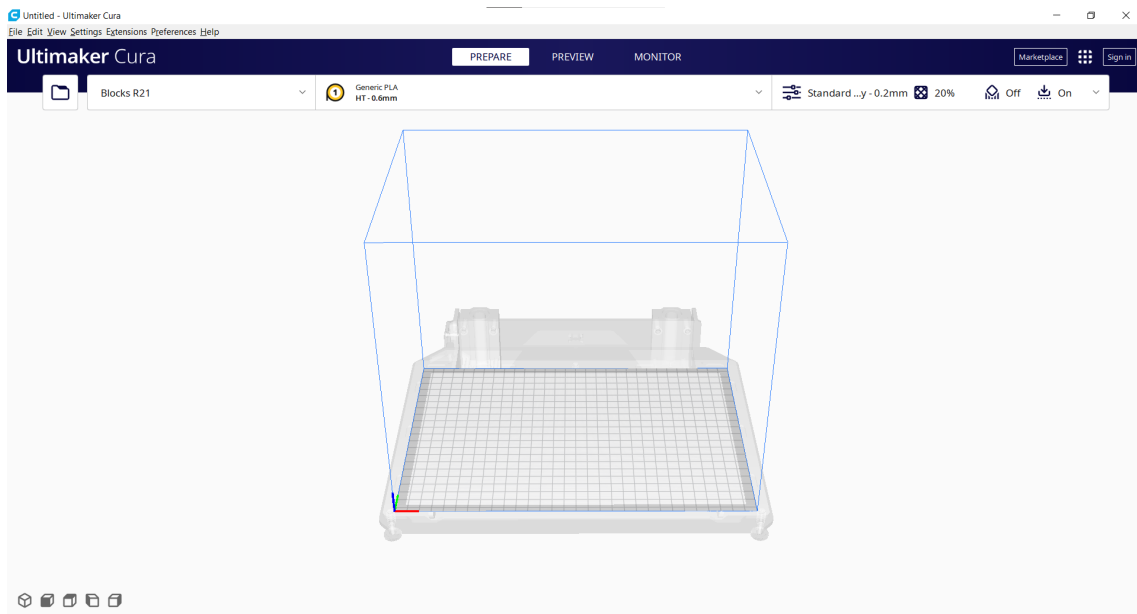 Untitled - Ultimaker Cura
File Edit View Settings Extensions Preferences Help
Ultimaker Cura
PREPARE PREVIEW MONITOR
Marketplace Sign in
Blocks R21
1
Generic PLA
HT - 0.6mm
Standard ...y - 0.2mm 20% Off On